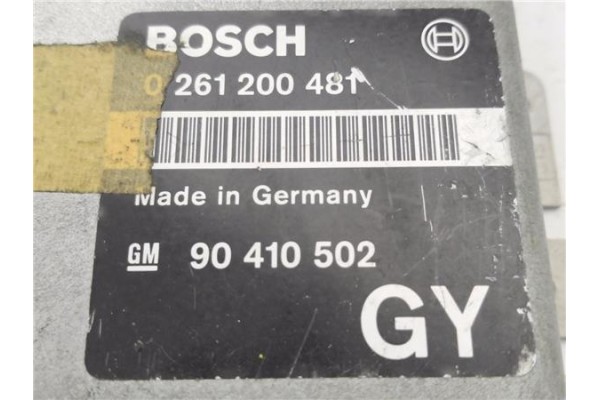 BOSCH
0 261 200 481
Made in Germany
GM 90 410 502
GY